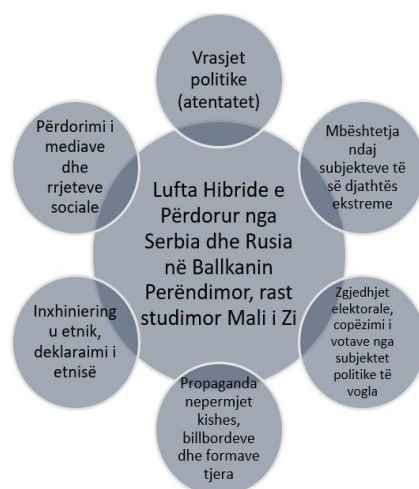 Vrasjet
politike
(atentatet)
Mbështetja
ndaj
subjekteve të
së djathtës
ekstreme
Zgjedhjet
elektorale,
copëzimi i
votave nga
subjektet
politike të
vogla
Propaganda
nepermjet
kishes,
billbordeve
dhe formave
tjera
Inxhiniering
u etnik,
deklaraimi i
etnisë
Përdorimi i
mediave
dhe
rrjeteve
sociale
Lufta Hibride e
Përdorur nga
Serbia dhe Rusia
në Ballkanin
Perëndimor, rast
studimor Mali i Zi